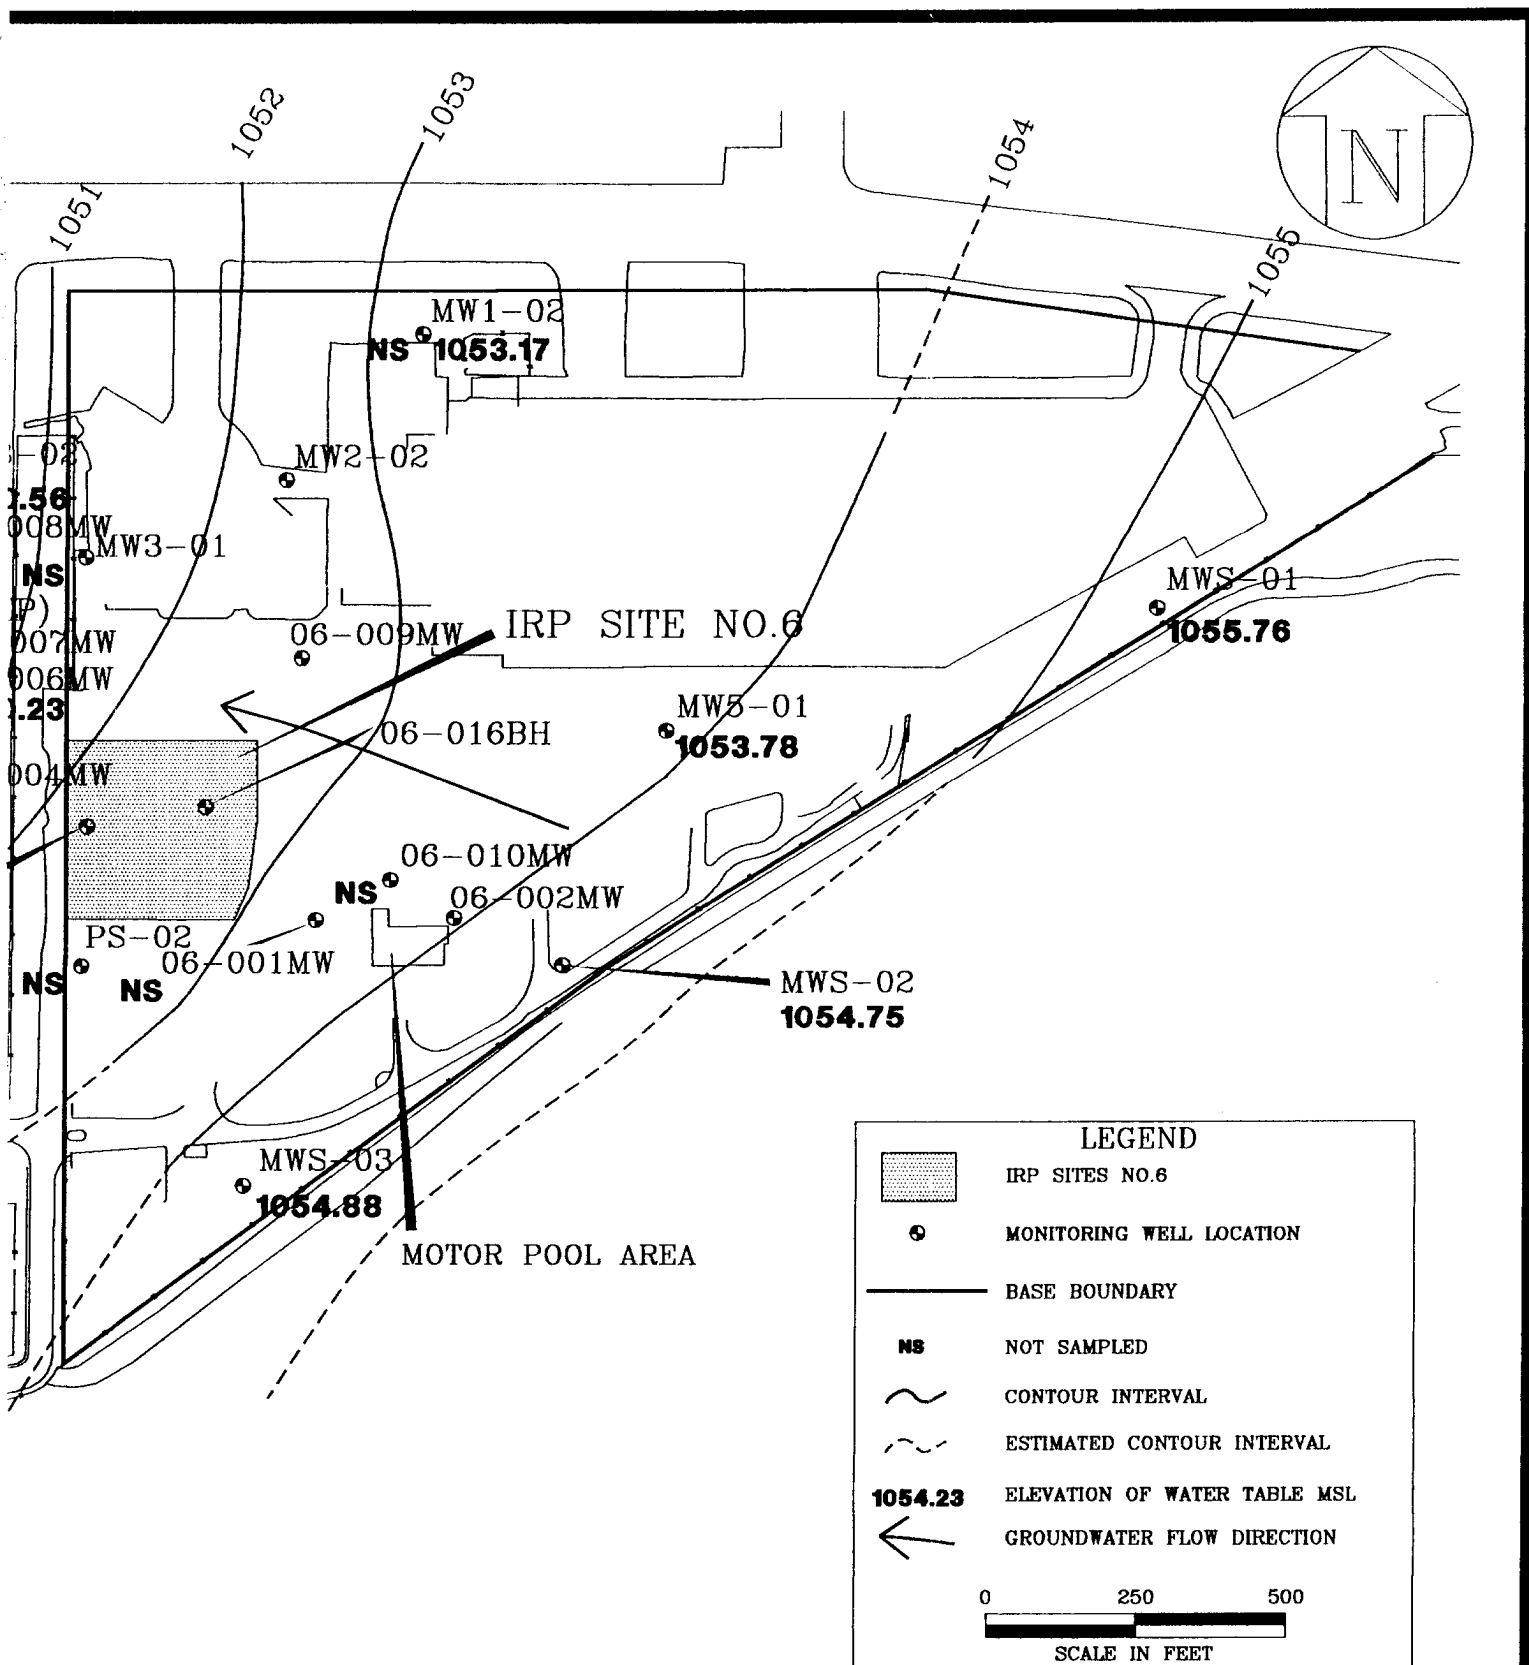 1051
1052
1053
1054
1055
N
MW1-02
NS 1053.17
MW2-02
-02
.56
008MW
MW3-01
NS
P)
007MW
006MW
.23
06-009MW
IRP SITE NO.6
MWS-01
1055.76
MW5-01
1053.78
06-016BH
004MW
06-010MW
NS
06-002MW
PS-02
06-001MW
NS
NS
MWS-02
1054.75
MWS-03
1054.88
MOTOR POOL AREA
LEGEND
IRP SITES NO.6
MONITORING WELL LOCATION
BASE BOUNDARY
NS NOT SAMPLED
CONTOUR INTERVAL
ESTIMATED CONTOUR INTERVAL
1054.23 ELEVATION OF WATER TABLE MSL
GROUNDWATER FLOW DIRECTION
0 250 500
SCALE IN FEET